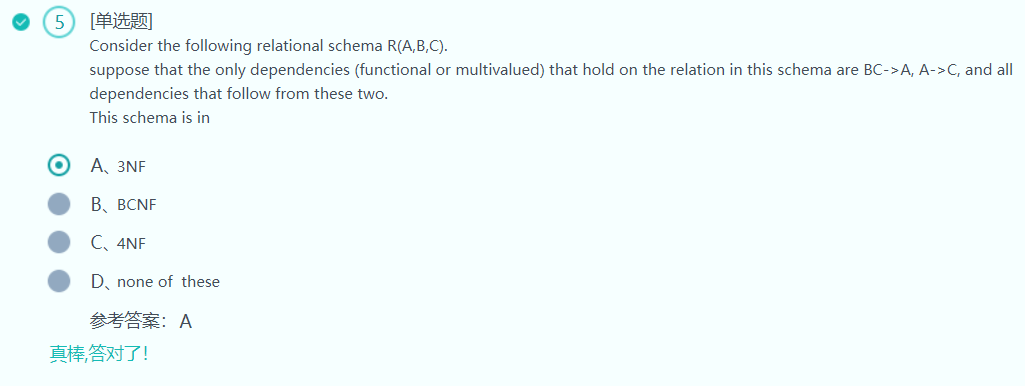 5 [单选题]
Consider the following relational schema R(A,B,C).
suppose that the only dependencies (functional or multivalued) that hold on the relation in this schema are BC->A, A->C, and all
dependencies that follow from these two.
This schema is in
A、3NF
B、BCNF
C、4NF
D、none of these
参考答案： A
真棒,答对了!